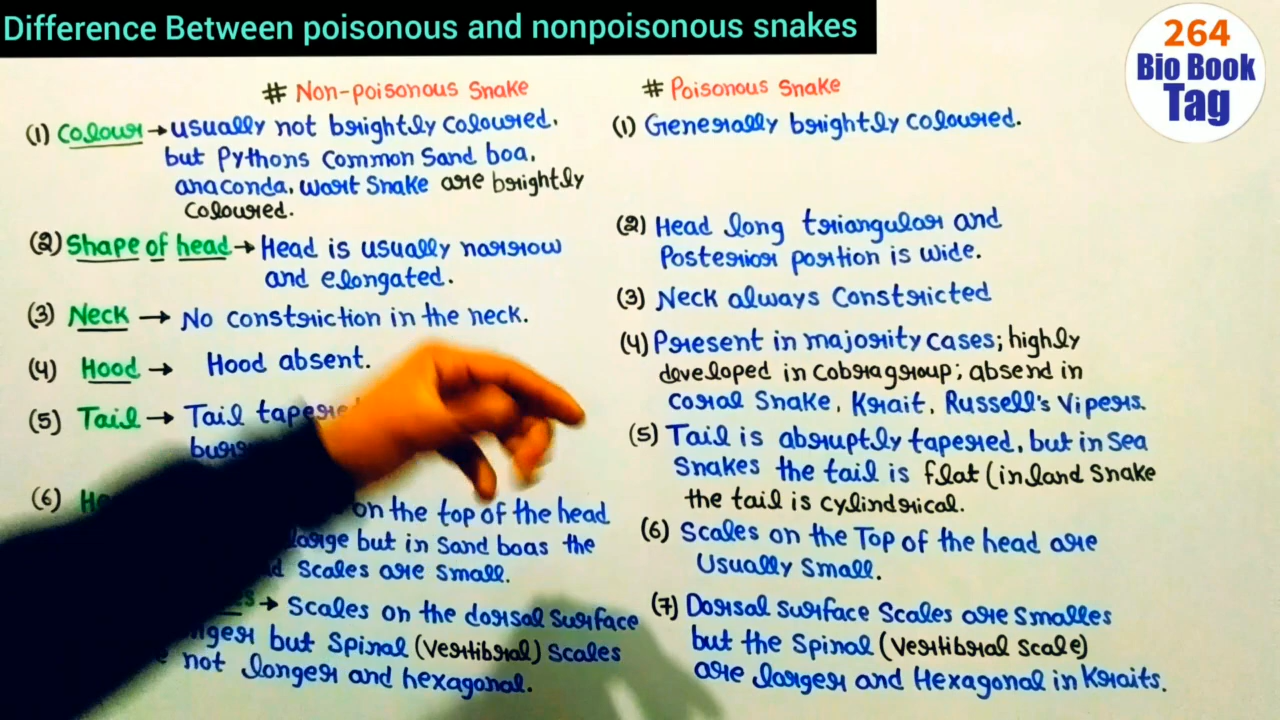 Difference Between poisonous and nonpoisonous snakes
264
Bio Book
Tag
# Non-poisonous Snake
(1) Colour → usually not brightly coloured,
but Pythons common Sand boa,
anaconda, wart Snake are brightly
coloured.
(2) Shape of head → Head is usually narrow
and elongated.
(3) Neck → No constriction in the neck.
(4) Hood → Hood absent.
(5) Tail → Tail
(6)
on the top of the head
large but in Sand boas the
Scales are small.
→ Scales on the dorsal surface
but Spinal (Vertibral) Scales
not longer and hexagonal.
# Poisonous Snake
(1) Generally brightly coloured.
(2) Head long triangular and
Posterior portion is wide.
(3) Neck always Constricted
(4) Present in majority cases; highly
developed in cobra group; absend in
coral Snake, Krait, Russell's Vipers.
(5) Tail is abruptly tapered, but in Sea
Snakes the tail is flat (in land Snake
the tail is cylindrical.
(6) Scales on the Top of the head are
Usually Small.
(7) Dorsal surface Scales are Smalles
but the Spinal (Vertibral scale)
are larger and Hexagonal in Kraits.